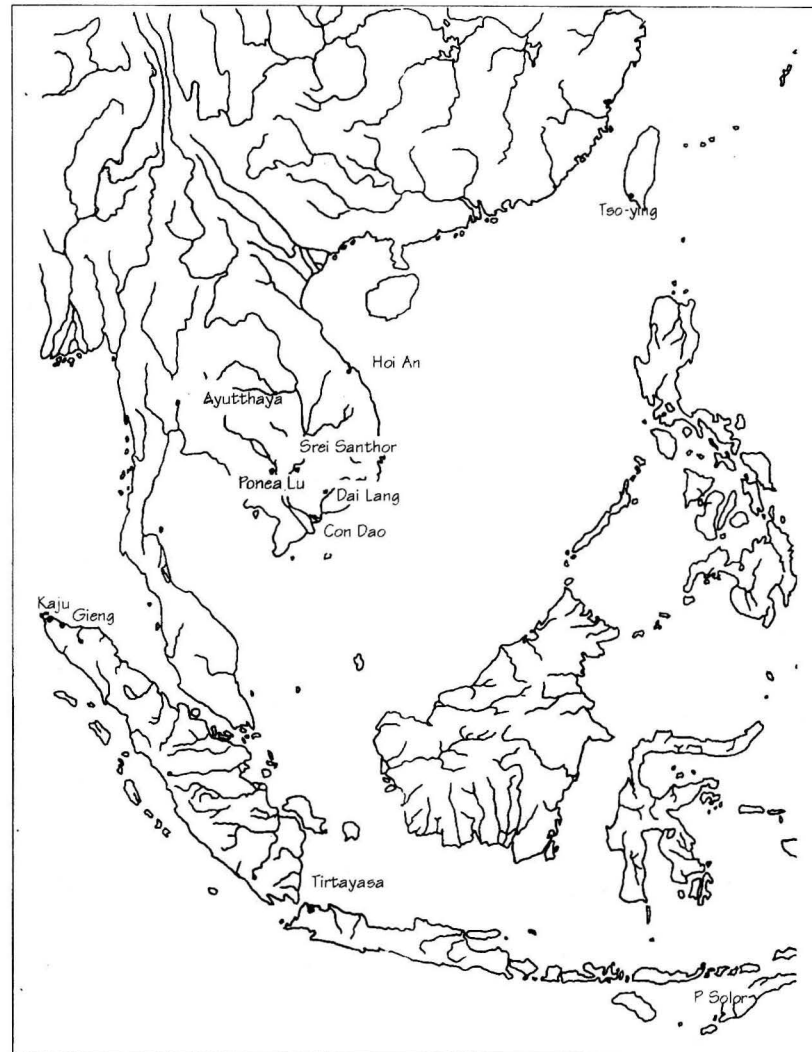 Tso-ying
Hoi An
Ayutthaya
Srei Santhor
Ponea Lu
Dai Lang
Con Dao
Kaju
Gieng
Tirtayasa
P Solor